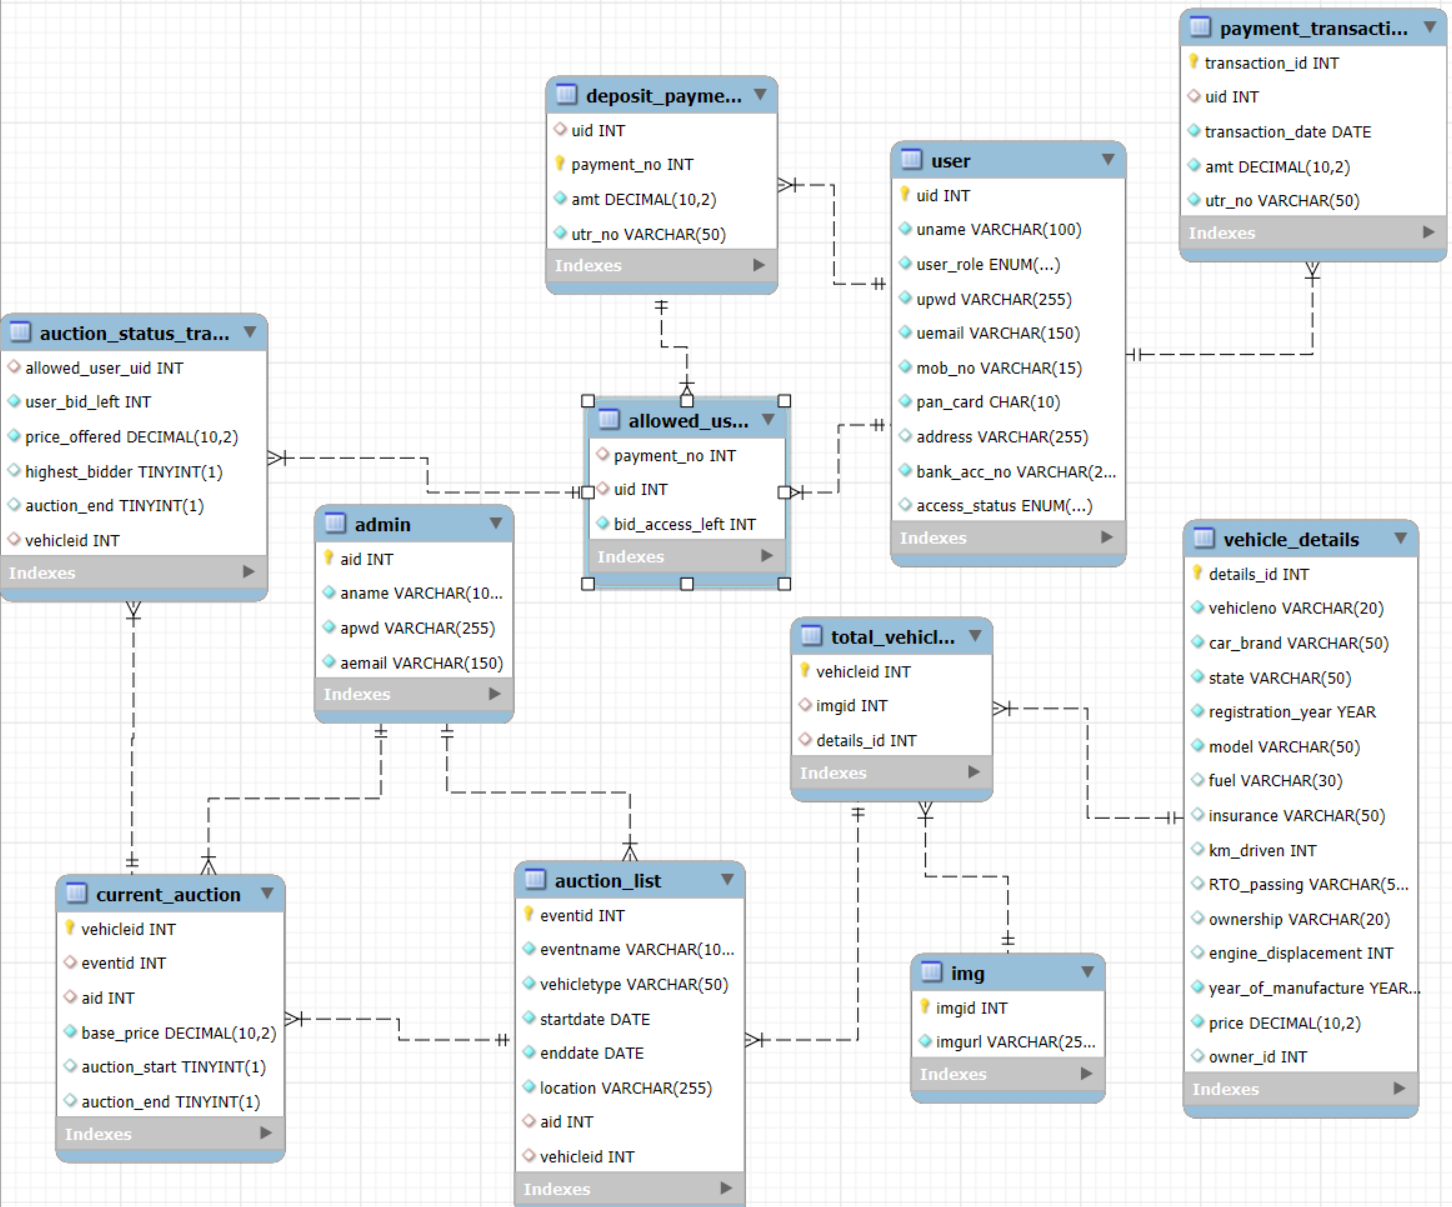 payment_transacti...
transaction_id INT
uid INT
transaction_date DATE
amt DECIMAL(10,2)
utr_no VARCHAR(50)
Indexes
deposit_payme...
uid INT
payment_no INT
amt DECIMAL(10,2)
utr_no VARCHAR(50)
Indexes
user
uid INT
uname VARCHAR(100)
user_role ENUM(...)
upwd VARCHAR(255)
uemail VARCHAR(150)
mob_no VARCHAR(15)
pan_card CHAR(10)
address VARCHAR(255)
bank_acc_no VARCHAR(2...
access_status ENUM(...)
Indexes
auction_status_tra...
allowed_user_uid INT
user_bid_left INT
price_offered DECIMAL(10,2)
highest_bidder TINYINT(1)
auction_end TINYINT(1)
vehicleid INT
Indexes
allowed_us...
payment_no INT
uid INT
bid_access_left INT
Indexes
admin
aid INT
aname VARCHAR(10...
apwd VARCHAR(255)
aemail VARCHAR(150)
Indexes
vehicle_details
details_id INT
vehicleno VARCHAR(20)
car_brand VARCHAR(50)
state VARCHAR(50)
registration_year YEAR
model VARCHAR(50)
fuel VARCHAR(30)
insurance VARCHAR(50)
km_driven INT
RTO_passing VARCHAR(5...
ownership VARCHAR(20)
engine_displacement INT
year_of_manufacture YEAR...
price DECIMAL(10,2)
owner_id INT
Indexes
total_vehicl...
vehicleid INT
imgid INT
details_id INT
Indexes
current_auction
vehicleid INT
eventid INT
aid INT
base_price DECIMAL(10,2)
auction_start TINYINT(1)
auction_end TINYINT(1)
Indexes
auction_list
eventid INT
eventname VARCHAR(10...
vehicletype VARCHAR(50)
startdate DATE
enddate DATE
location VARCHAR(255)
aid INT
vehicleid INT
Indexes
img
imgid INT
imgurl VARCHAR(25...
Indexes